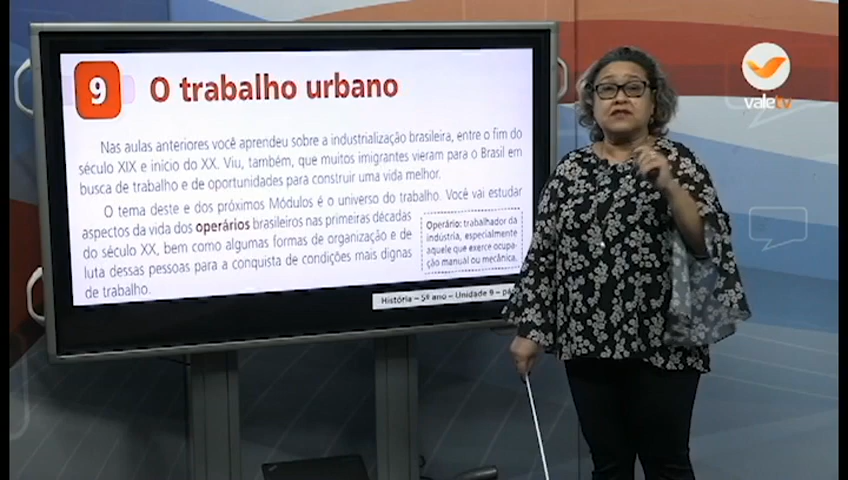 9 O trabalho urbano
Nas aulas anteriores você aprendeu sobre a industrialização brasileira, entre o fim do
século XIX e início do XX. Viu, também, que muitos imigrantes vieram para o Brasil em
busca de trabalho e de oportunidades para construir uma vida melhor.
O tema deste e dos próximos Módulos é o universo do trabalho. Você vai estudar
aspectos da vida dos operários brasileiros nas primeiras décadas
do século XX, bem como algumas formas de organização e de
luta dessas pessoas para a conquista de condições mais dignas
de trabalho.
Operário: trabalhador da
indústria, especialmente
aquele que exerce ocupa-
ção manual ou mecânica.
História – 5º ano – Unidade 9 –
vale tv